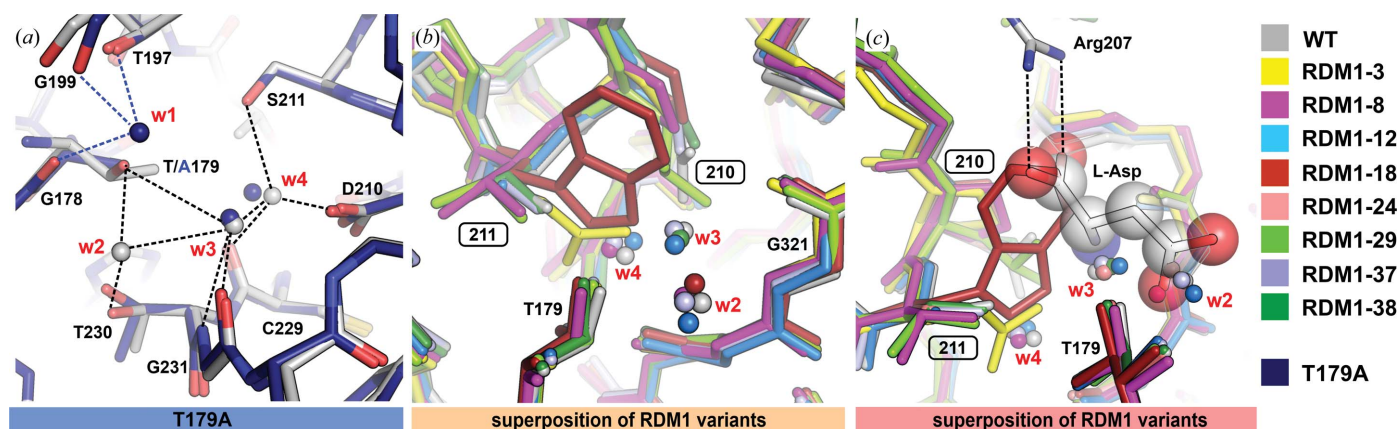 (a)
T197
G199
w1
S211
T/A179
G178
w4
D210
w2
w3
T230
C229
G231
T179A
(b)
210
211
w3
w4
G321
w2
T179
superposition of RDM1 variants
(c)
Arg207
210
L-Asp
w3
w2
211
w4
T179
superposition of RDM1 variants
WT
RDM1-3
RDM1-8
RDM1-12
RDM1-18
RDM1-24
RDM1-29
RDM1-37
RDM1-38
T179A